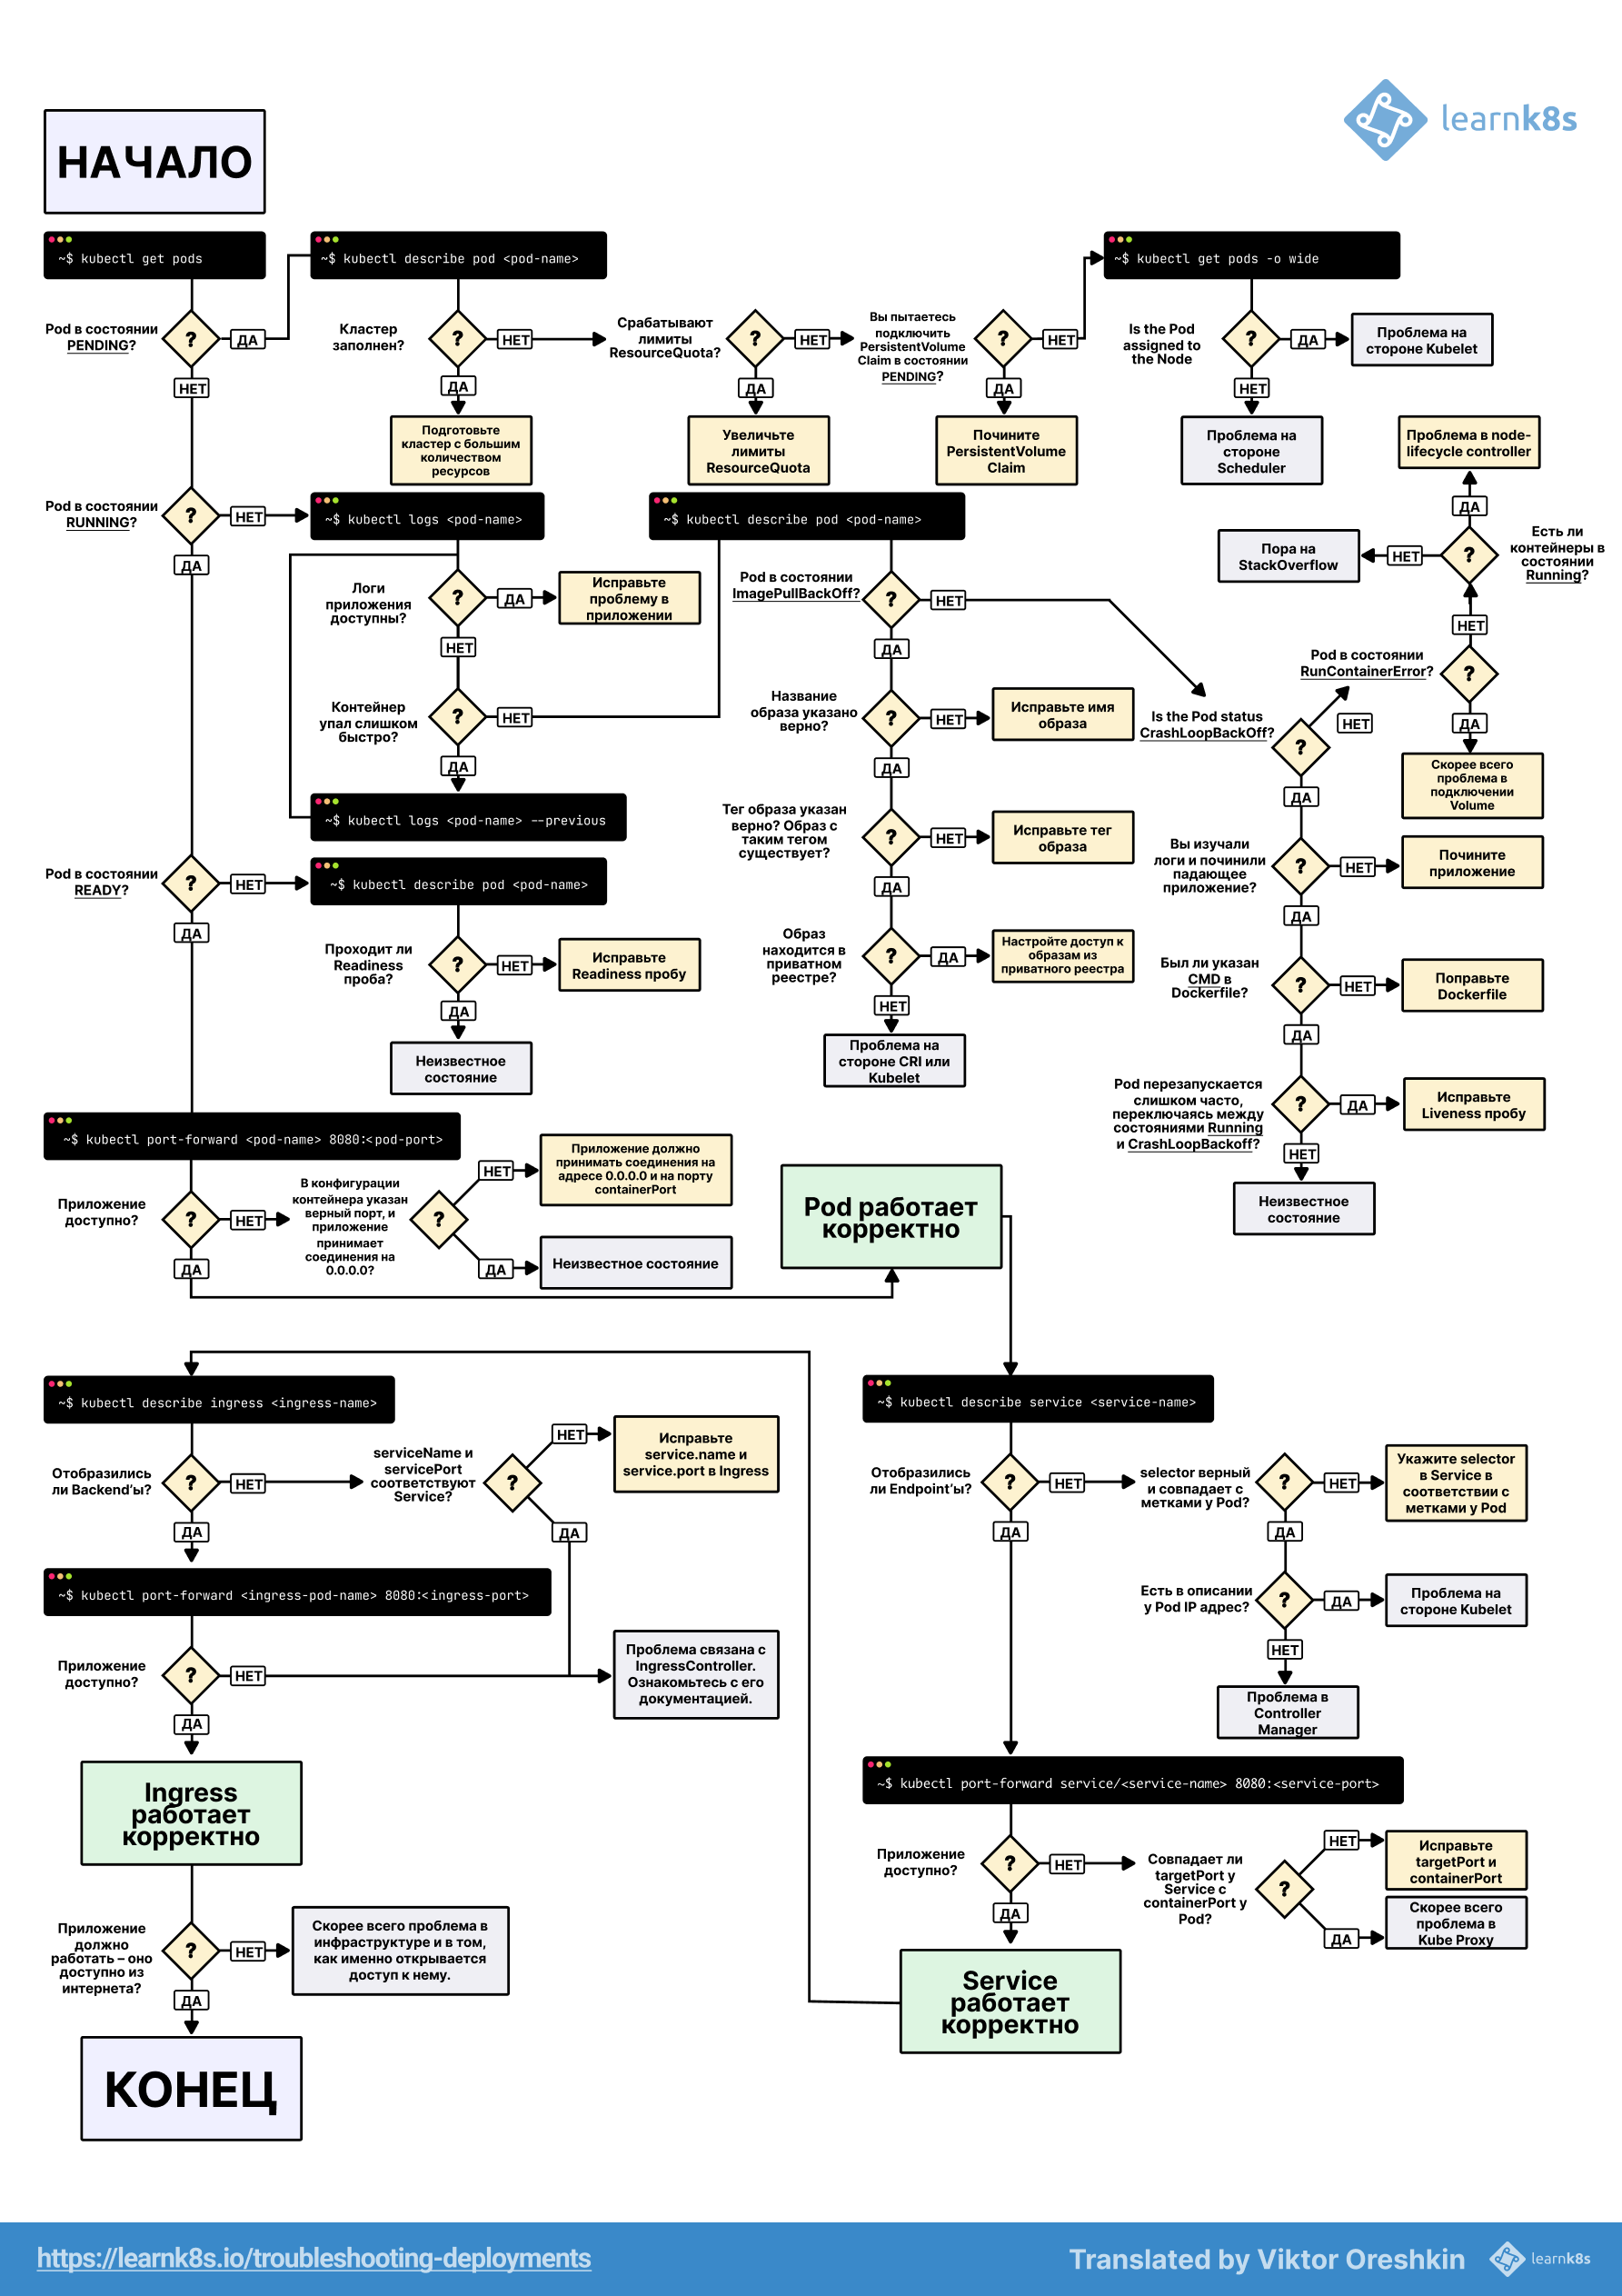 learnk8s
НАЧАЛО
~$ kubectl get pods
Pod в состоянии
PENDING?
?
ДА
НЕТ
~$ kubectl describe pod <pod-name>
Кластер
заполнен?
?
НЕТ
ДА
Подготовьте
кластер с большим
количеством
ресурсов
Срабатывают
лимиты
ResourceQuota?
?
НЕТ
ДА
Увеличьте
лимиты
ResourceQuota
Вы пытаетесь
подключить
PersistentVolume
Claim в состоянии
PENDING?
?
НЕТ
ДА
Почините
PersistentVolume
Claim
~$ kubectl get pods -o wide
Is the Pod
assigned to
the Node
?
ДА
Проблема на
стороне Kubelet
НЕТ
Проблема на
стороне
Scheduler
Pod в состоянии
RUNNING?
?
НЕТ
ДА
~$ kubectl logs <pod-name>
Логи
приложения
доступны?
?
ДА
Исправьте
проблему в
приложении
НЕТ
Контейнер
упал слишком
быстро?
?
НЕТ
ДА
~$ kubectl logs <pod-name> --previous
~$ kubectl describe pod <pod-name>
Pod в состоянии
ImagePullBackOff?
?
НЕТ
ДА
Название
образа указано
верно?
?
НЕТ
Исправьте имя
образа
ДА
Тег образа указан
верно? Образ с
таким тегом
существует?
?
НЕТ
Исправьте тег
образа
ДА
Образ
находится в
приватном
реестре?
?
ДА
Настройте доступ к
образам из
приватного реестра
НЕТ
Проблема на
стороне CRI или
Kubelet
Проблема в node-
lifecycle controller
ДА
Есть ли
контейнеры в
состоянии
Running?
?
НЕТ
Пора на
StackOverflow
НЕТ
Pod в состоянии
RunContainerError?
?
ДА
Скорее всего
проблема в
подключении
Volume
Is the Pod status
CrashLoopBackOff?
?
НЕТ
ДА
Вы изучали
логи и починили
падающее
приложение?
?
НЕТ
Почините
приложение
ДА
Был ли указан
CMD в
Dockerfile?
?
НЕТ
Поправьте
Dockerfile
ДА
Pod перезапускается
слишком часто,
переключаясь между
состояниями Running
и CrashLoopBackoff?
?
ДА
Исправьте
Liveness пробу
НЕТ
Неизвестное
состояние
Pod в состоянии
READY?
?
НЕТ
ДА
~$ kubectl describe pod <pod-name>
Проходит ли
Readiness
проба?
?
НЕТ
Исправьте
Readiness пробу
ДА
Неизвестное
состояние
~$ kubectl port-forward <pod-name> 8080:<pod-port>
Приложение
доступно?
?
НЕТ
ДА
В конфигурации
контейнера указан
верный порт, и
приложение
принимает
соединения на
0.0.0.0?
?
НЕТ
Приложение должно
принимать соединения на
адресе 0.0.0.0 и на порту
containerPort
ДА
Неизвестное состояние
Pod работает
корректно
~$ kubectl describe service <service-name>
Отобразились
ли Endpoint’ы?
?
НЕТ
ДА
selector верный
и совпадает с
метками у Pod?
?
НЕТ
Укажите selector
в Service в
соответствии с
метками у Pod
ДА
Есть в описании
у Pod IP адрес?
?
ДА
Проблема на
стороне Kubelet
НЕТ
Проблема в
Controller
Manager
~$ kubectl port-forward service/<service-name> 8080:<service-port>
Приложение
доступно?
?
НЕТ
ДА
Совпадает ли
targetPort у
Service с
containerPort у
Pod?
?
НЕТ
Исправьте
targetPort и
containerPort
ДА
Скорее всего
проблема в
Kube Proxy
Service
работает
корректно
~$ kubectl describe ingress <ingress-name>
Отобразились
ли Backend’ы?
?
НЕТ
ДА
serviceName и
servicePort
соответствуют
Service?
?
НЕТ
Исправьте
service.name и
service.port в Ingress
ДА
~$ kubectl port-forward <ingress-pod-name> 8080:<ingress-port>
Приложение
доступно?
?
НЕТ
Проблема связана с
IngressController.
Ознакомьтесь с его
документацией.
ДА
Ingress
работает
корректно
Приложение
должно
работать – оно
доступно из
интернета?
?
НЕТ
Скорее всего проблема в
инфраструктуре и в том,
как именно открывается
доступ к нему.
ДА
КОНЕЦ
https://learnk8s.io/troubleshooting-deployments
Translated by Viktor Oreshkin
learnk8s